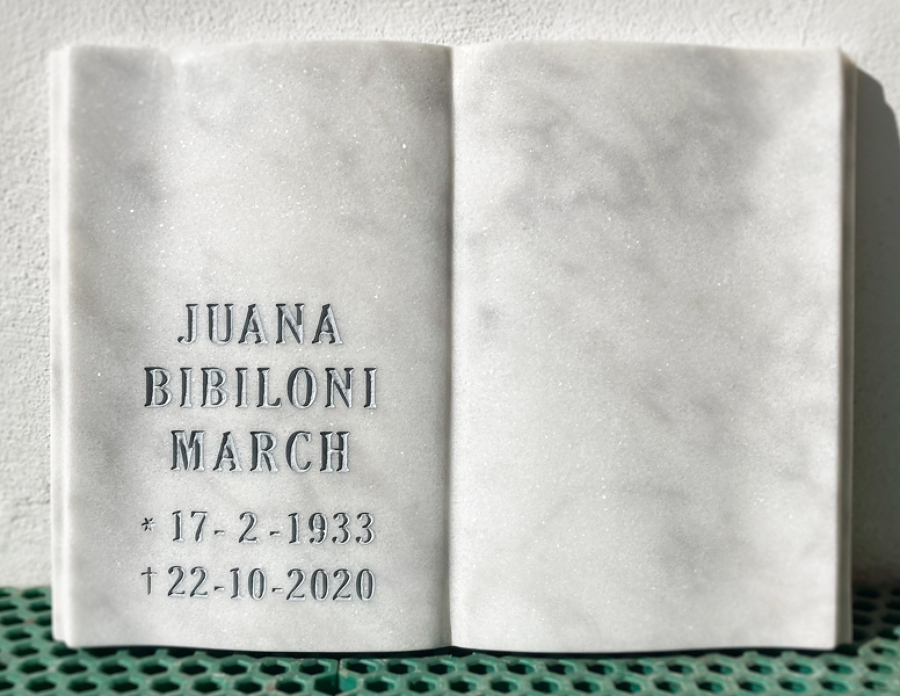 JUANA
BIBILONI
MARCH
* 17-2-1933
† 22-10-2020